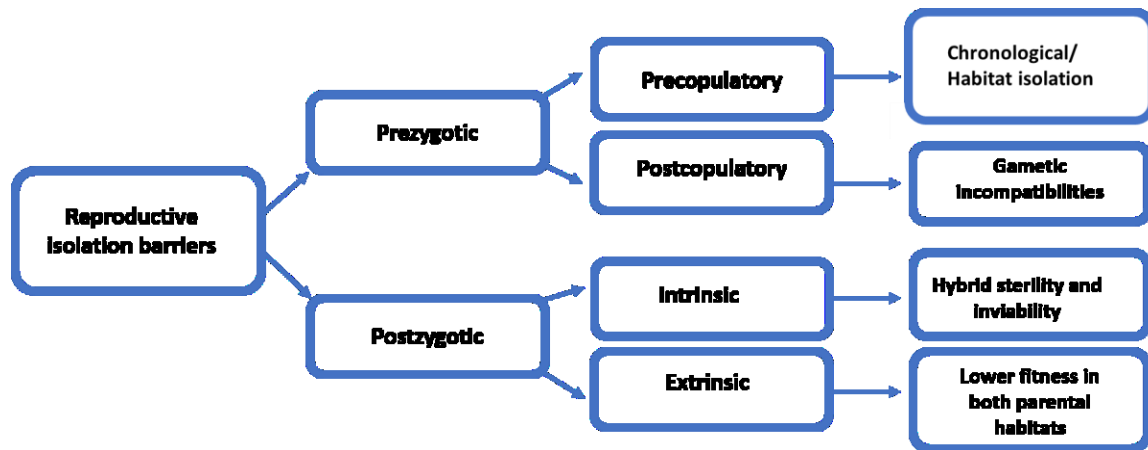 Reproductive
isolation barriers
Prezygotic
Postzygotic
Precopulatory
Postcopulatory
Intrinsic
Extrinsic
Chronological/
Habitat isolation
Gametic
incompatibilities
Hybrid sterility and
inviability
Lower fitness in
both parental
habitats